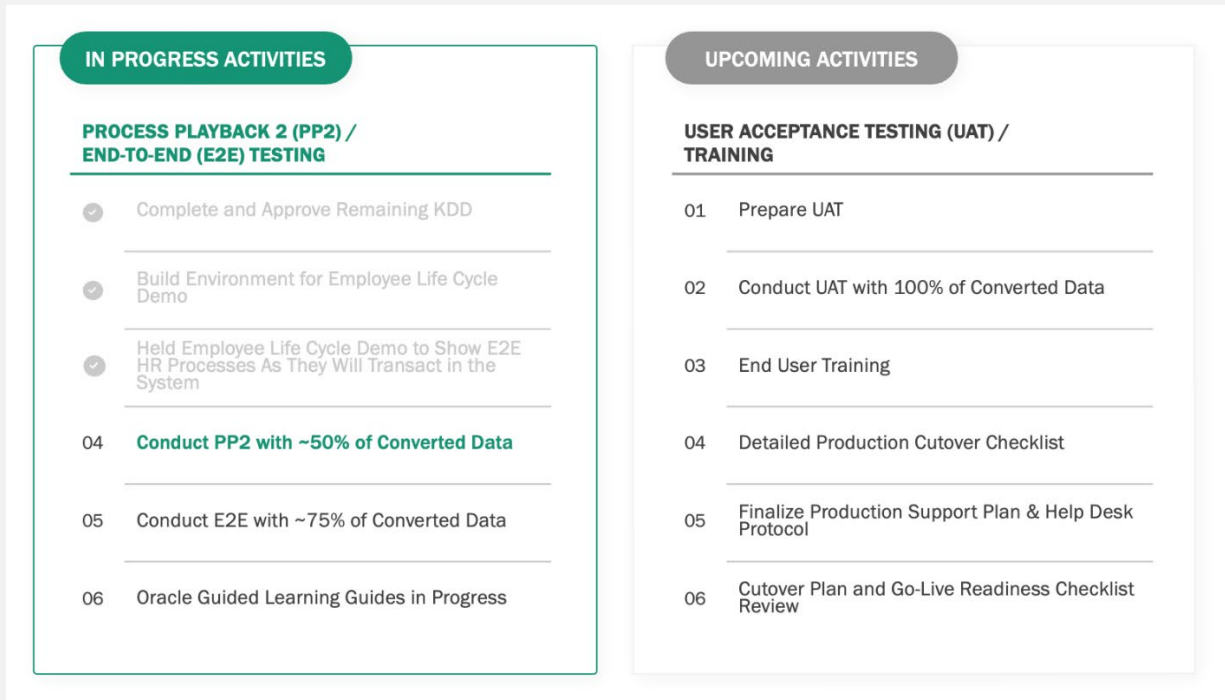 IN PROGRESS ACTIVITIES
PROCESS PLAYBACK 2 (PP2) /
END-TO-END (E2E) TESTING
Complete and Approve Remaining KDD
Build Environment for Employee Life Cycle
Demo
Held Employee Life Cycle Demo to Show E2E
HR Processes As They Will Transact in the
System
04 Conduct PP2 with ~50% of Converted Data
05 Conduct E2E with ~75% of Converted Data
06 Oracle Guided Learning Guides in Progress
UPCOMING ACTIVITIES
USER ACCEPTANCE TESTING (UAT) /
TRAINING
01 Prepare UAT
02 Conduct UAT with 100% of Converted Data
03 End User Training
04 Detailed Production Cutover Checklist
05 Finalize Production Support Plan & Help Desk
Protocol
06 Cutover Plan and Go-Live Readiness Checklist
Review